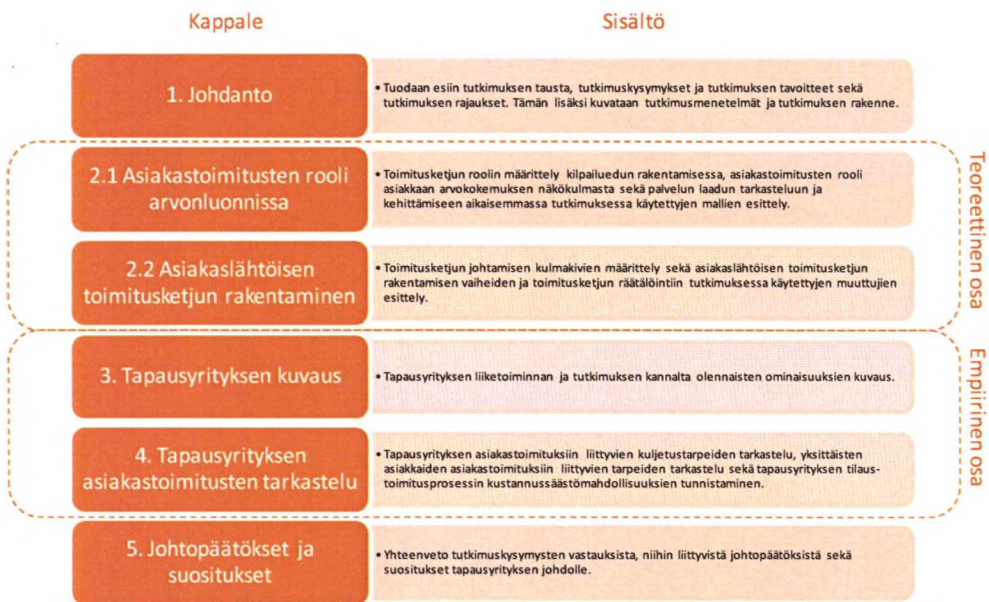 Kappale
Sisältö
1. Johdanto
• Tuodaan esiin tutkimuksen tausta, tutkimuskysymykset ja tutkimuksen tavoitteet sekä
tutkimuksen rajaukset. Tämän lisäksi kuvataan tutkimusmenetelmät ja tutkimuksen rakenne.
2.1 Asiakastoimitusten rooli
arvonluonnissa
• Toimitusketjun roolin määrittely kilpailuedun rakentamisessa, asiakastoimitusten rooli
asiakkaan arvokokemuksen näkökulmasta sekä palvelun laadun tarkasteluun ja
kehittämiseen aikaisemmassa tutkimuksessa käytettyjen mallien esittely.
2.2 Asiakaslähtöisen
toimitusketjun rakentaminen
• Toimitusketjun johtamisen kulmakivien määrittely sekä asiakaslähtöisen toimitusketjun
rakentamisen vaiheiden ja toimitusketjun räätälöintiin tutkimuksessa käytettyjen muuttujien
esittely.
Teoreettinen osa
3. Tapausyrityksen kuvaus
• Tapausyrityksen liiketoiminnan ja tutkimuksen kannalta olennaisten ominaisuuksien kuvaus.
4. Tapausyrityksen
asiakastoimitusten tarkastelu
• Tapausyrityksen asiakastoimituksiin liittyvien kuljetustarpeiden tarkastelu, yksittäisten
asiakkaiden asiakastoimituksiin liittyvien tarpeiden tarkastelu sekä tapausyrityksen tilaus-
toimitusprosessin kustannussäästömahdollisuuksien tunnistaminen.
Empiirinen osa
5. Johtopäätökset ja
suositukset
• Yhteenveto tutkimuskysymysten vastauksista, niihin liittyvistä johtopäätöksistä sekä
suositukset tapausyrityksen johdolle.